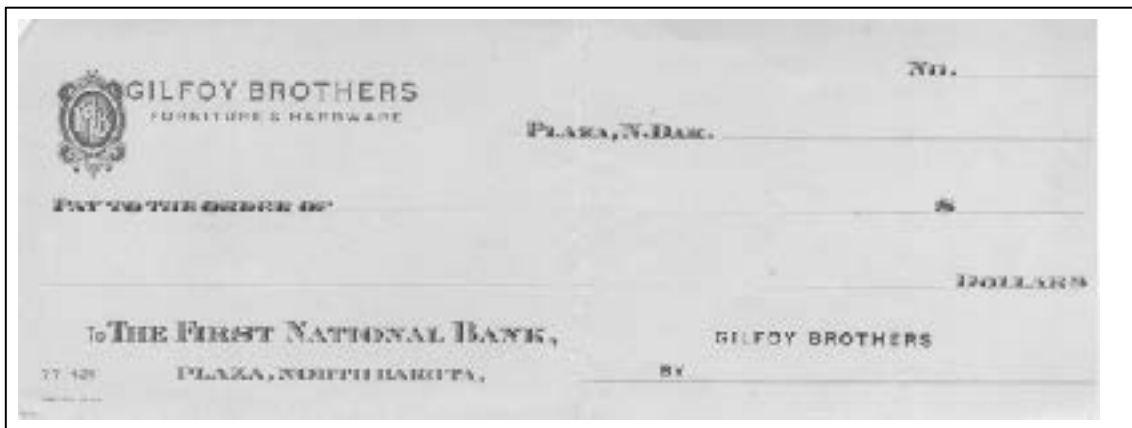 No.
GILFOY BROTHERS
FURNITURE & HARDWARE
PLAZA, N. DAK.
PAY TO THE ORDER OF $
DOLLARS
To THE FIRST NATIONAL BANK,
PLAZA, NORTH DAKOTA.
GILFOY BROTHERS
BY